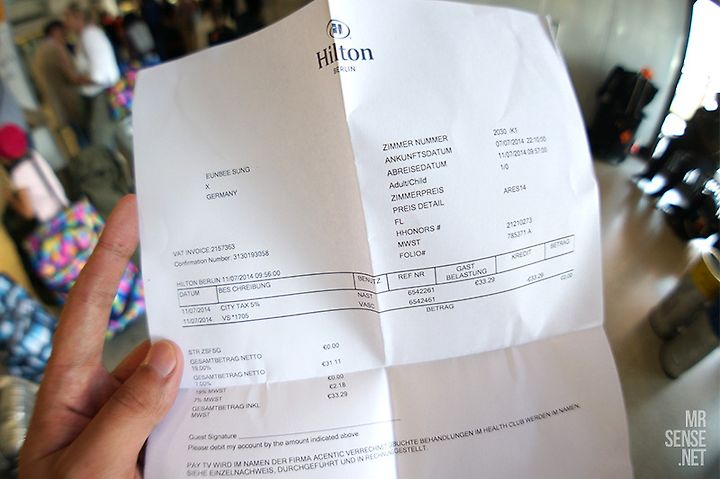 Hilton
BERLIN
EUNBEE SUNG
X
GERMANY
ZIMMER NUMMER 2030 /K1
ANKUNFTSDATUM 07/07/2014 22:10:00
ABREISEDATUM 11/07/2014 09:57:00
Adult/Child 1/0
ZIMMERPREIS
PREIS DETAIL ARES14
FL
HHONORS # 21210273
MWST 785371 A
FOLIO#
VAT INVOICE 2157363
Confirmation Number : 3130193058
HILTON BERLIN 11/07/2014 09:56:00
DATUM BES CHREIBUNG BENUTZ REF NR GAST BELASTUNG KREDIT BETRAG
11/07/2014 CITY TAX 5% NAST 6542261 €33.29
11/07/2014 VS *1705 VASC 6542461 -€33.29 €0.00
BETRAG
STR ZSFSG
GESAMTBETRAG NETTO €0.00
19.00%
GESAMTBETRAG NETTO €31.11
7.00%
19% MWST €0.00
7% MWST €2.18
GESAMTBETRAG INKL €33.29
MWST
Guest Signature
Please debit my account by the amount indicated above
PAY TV WIRD IM NAMEN DER FIRMA ACENTIC VERRECHNET. GEBUCHTE BEHANDLUNGEN IM HEALTH CLUB WERDEN IM NAMEN.
SIEHE EINZELNACHWEIS, DURCHGEFÜHRT UND IN RECHNUNG GESTELLT.
MR
SENSE
.NET